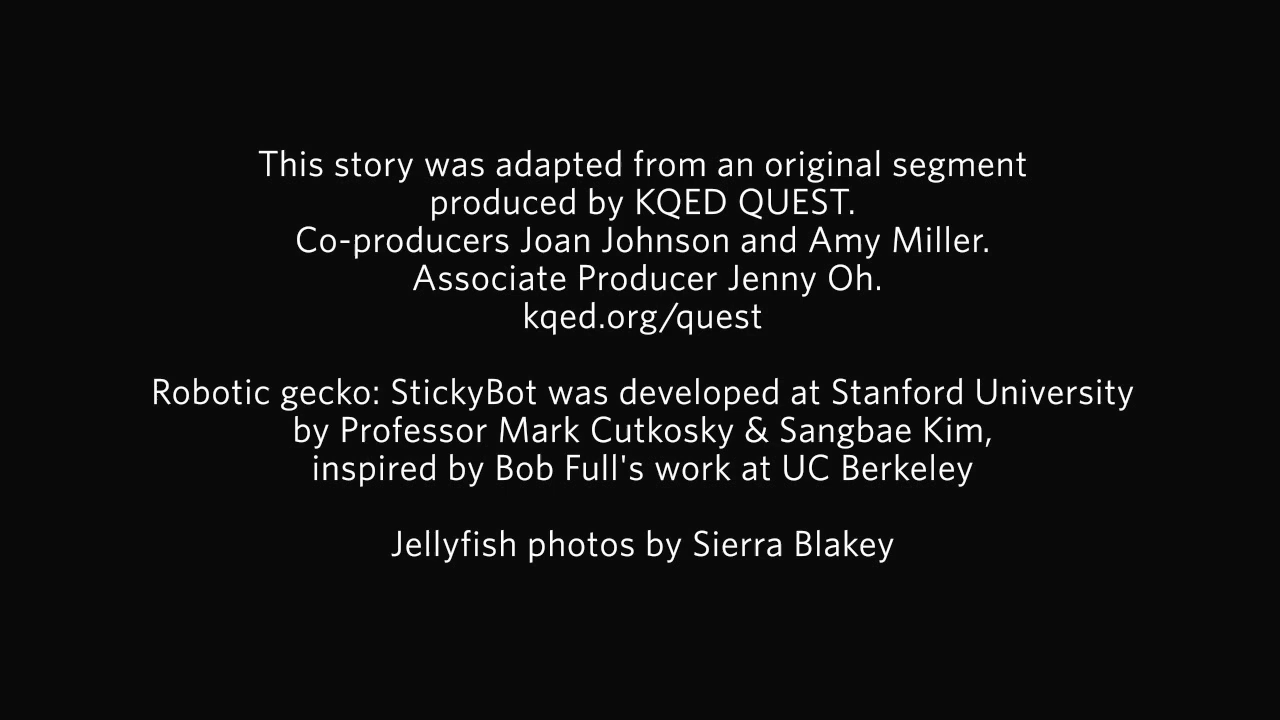 This story was adapted from an original segment
produced by KQED QUEST.
Co-producers Joan Johnson and Amy Miller.
Associate Producer Jenny Oh.
kqed.org/quest
Robotic gecko: StickyBot was developed at Stanford University
by Professor Mark Cutkosky & Sangbae Kim,
inspired by Bob Full's work at UC Berkeley
Jellyfish photos by Sierra Blakey